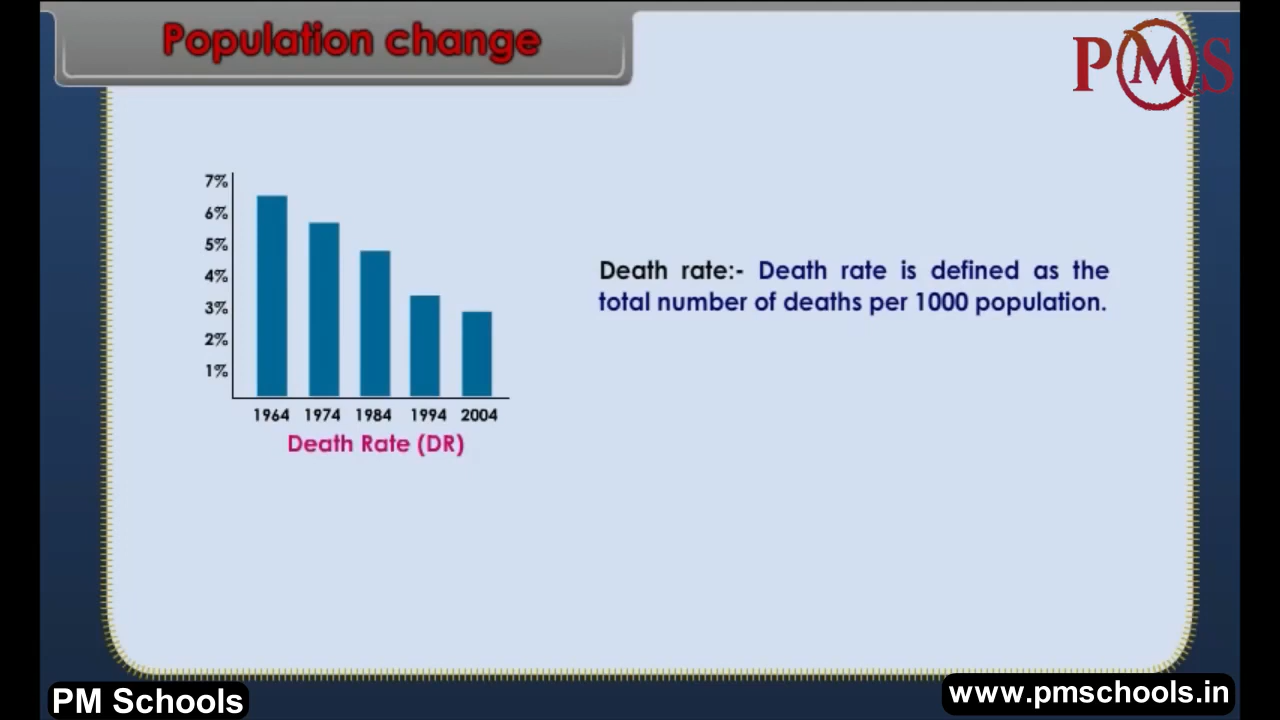 Population change
PMS
7%
6%
5%
4%
3%
2%
1%
1964 1974 1984 1994 2004
Death Rate (DR)
Death rate:- Death rate is defined as the
total number of deaths per 1000 population.
PM Schools
www.pmschools.in